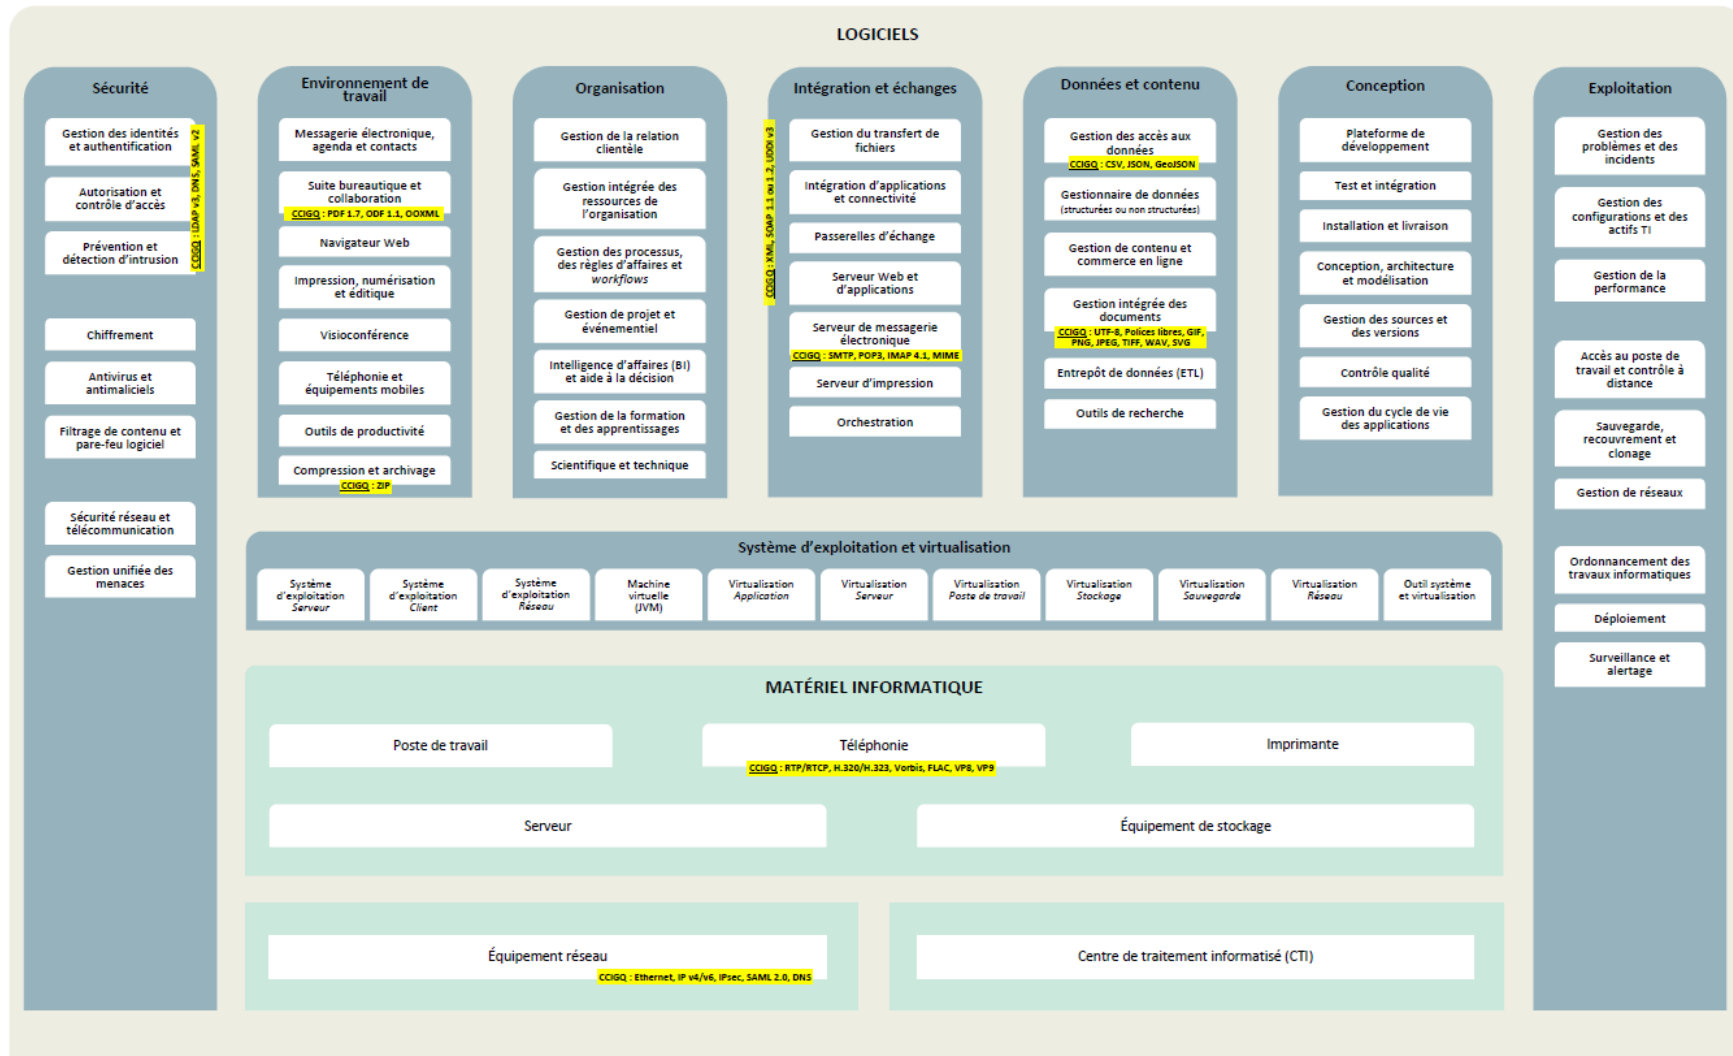 LOGICIELS
Sécurité
Gestion des identités
et authentification
Autorisation et
contrôle d'accès
Prévention et
détection d'intrusion
CCIGQ : LDAP v3, DNS, SAML v2
Chiffrement
Antivirus et
antimaliciels
Filtrage de contenu et
pare-feu logiciel
Sécurité réseau et
télécommunication
Gestion unifiée des
menaces
Environnement de
travail
Messagerie électronique,
agenda et contacts
Suite bureautique et
collaboration
CCIGQ : PDF 1.7, ODF 1.1, OOXML
Navigateur Web
Impression, numérisation
et éditique
Visioconférence
Téléphonie et
équipements mobiles
Outils de productivité
Compression et archivage
CCIGQ : ZIP
Organisation
Gestion de la relation
clientèle
Gestion intégrée des
ressources de
l'organisation
Gestion des processus,
des règles d'affaires et
workflows
Gestion de projet et
événementiel
Intelligence d'affaires (BI)
et aide à la décision
Gestion de la formation
et des apprentissages
Scientifique et technique
Intégration et échanges
CCIGQ : XML, SOAP 1.1 ou 1.2, UDDI v3
Gestion du transfert de
fichiers
Intégration d'applications
et connectivité
Passerelles d'échange
Serveur Web et
d'applications
Serveur de messagerie
électronique
CCIGQ : SMTP, POP3, IMAP 4.1, MIME
Serveur d'impression
Orchestration
Données et contenu
Gestion des accès aux
données
CCIGQ : CSV, JSON, GeoJSON
Gestionnaire de données
(structurées ou non structurées)
Gestion de contenu et
commerce en ligne
Gestion intégrée des
documents
CCIGQ : UTF-8, Polices libres, GIF,
PNG, JPEG, TIFF, WAV, SVG
Entrepôt de données (ETL)
Outils de recherche
Conception
Plateforme de
développement
Test et intégration
Installation et livraison
Conception, architecture
et modélisation
Gestion des sources et
des versions
Contrôle qualité
Gestion du cycle de vie
des applications
Exploitation
Gestion des
problèmes et des
incidents
Gestion des
configurations et des
actifs TI
Gestion de la
performance
Accès au poste de
travail et contrôle à
distance
Sauvegarde,
recouvrement et
clonage
Gestion de réseaux
Ordonnancement des
travaux informatiques
Déploiement
Surveillance et
alertage
Système d'exploitation et virtualisation
Système
d'exploitation
Serveur
Système
d'exploitation
Client
Système
d'exploitation
Réseau
Machine
virtuelle
(JVM)
Virtualisation
Application
Virtualisation
Serveur
Virtualisation
Poste de travail
Virtualisation
Stockage
Virtualisation
Sauvegarde
Virtualisation
Réseau
Outil système
et virtualisation
MATÉRIEL INFORMATIQUE
Poste de travail
Téléphonie
CCIGQ : RTP/RTCP, H.320/H.323, Vorbis, FLAC, VP8, VP9
Imprimante
Serveur
Équipement de stockage
Équipement réseau
CCIGQ : Ethernet, IP v4/v6, IPsec, SAML 2.0, DNS
Centre de traitement informatisé (CTI)